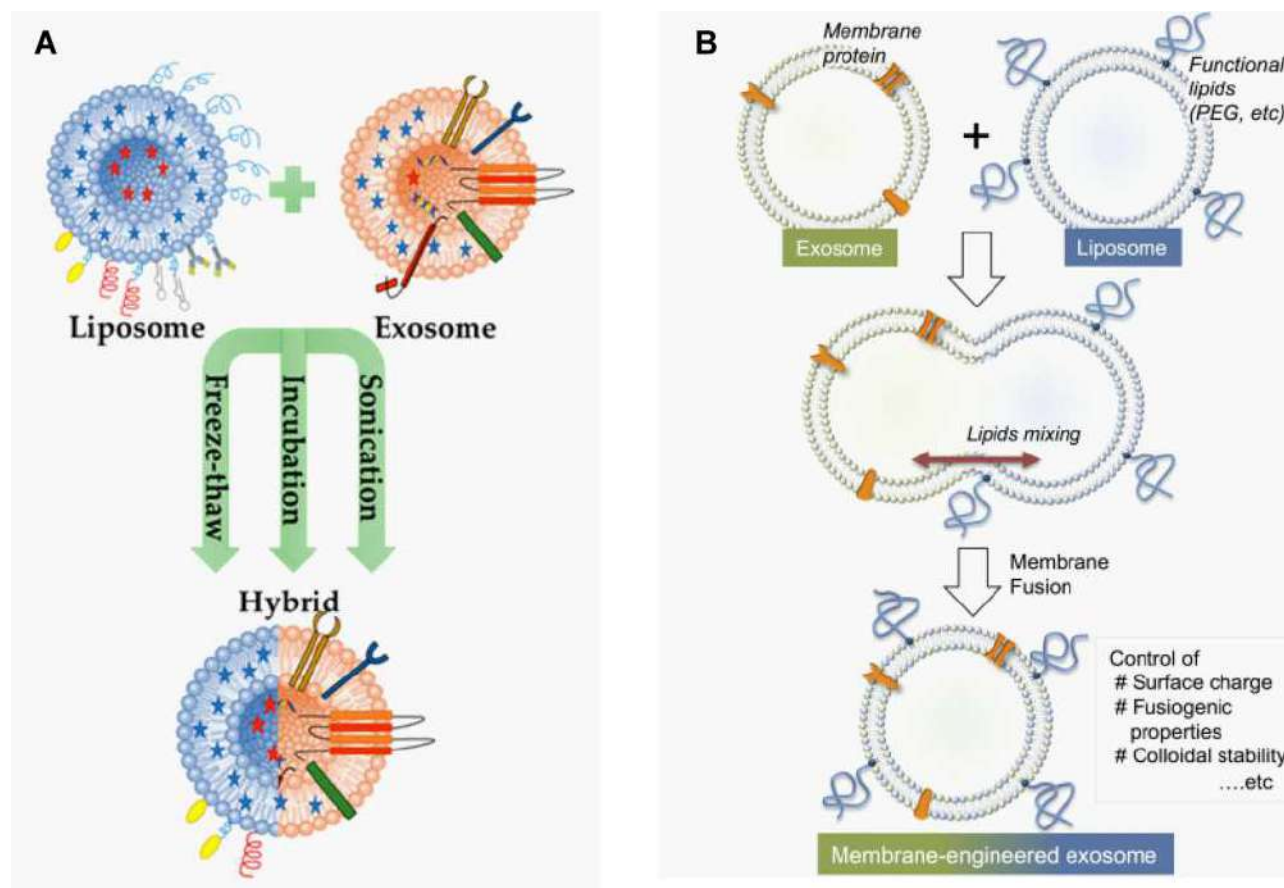 A
Liposome
Exosome
Freeze-thaw
Incubation
Sonication
Hybrid
B
Membrane
protein
+
Functional
lipids
(PEG, etc)
Exosome
Liposome
Lipids mixing
Membrane
Fusion
Control of
# Surface charge
# Fusiogenic
properties
# Colloidal stability
....etc
Membrane-engineered exosome